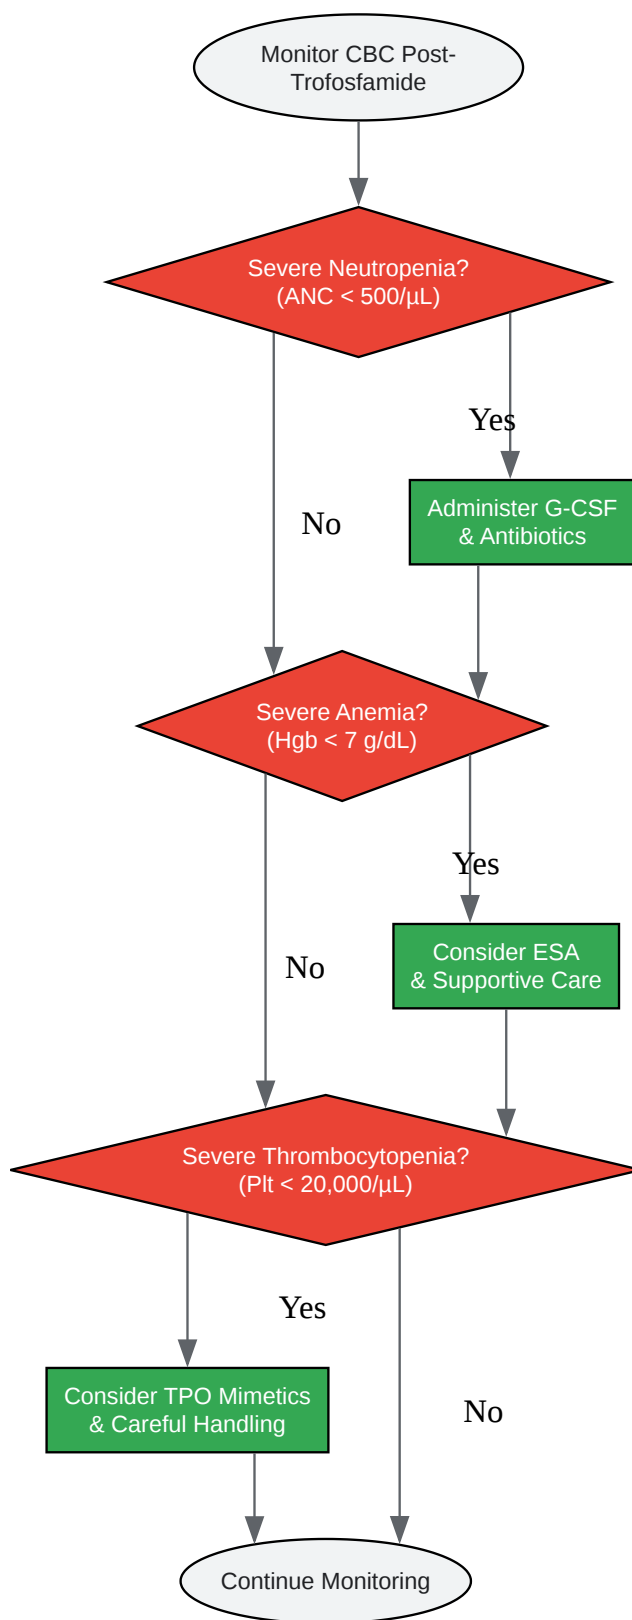 Monitor CBC Post-
Trofosfamide
Severe Neutropenia?
(ANC < 500/µL)
Yes
Administer G-CSF
& Antibiotics
No
Severe Anemia?
(Hgb < 7 g/dL)
Yes
Consider ESA
& Supportive Care
No
Severe Thrombocytopenia?
(Plt < 20,000/µL)
Yes
Consider TPO Mimetics
& Careful Handling
No
Continue Monitoring